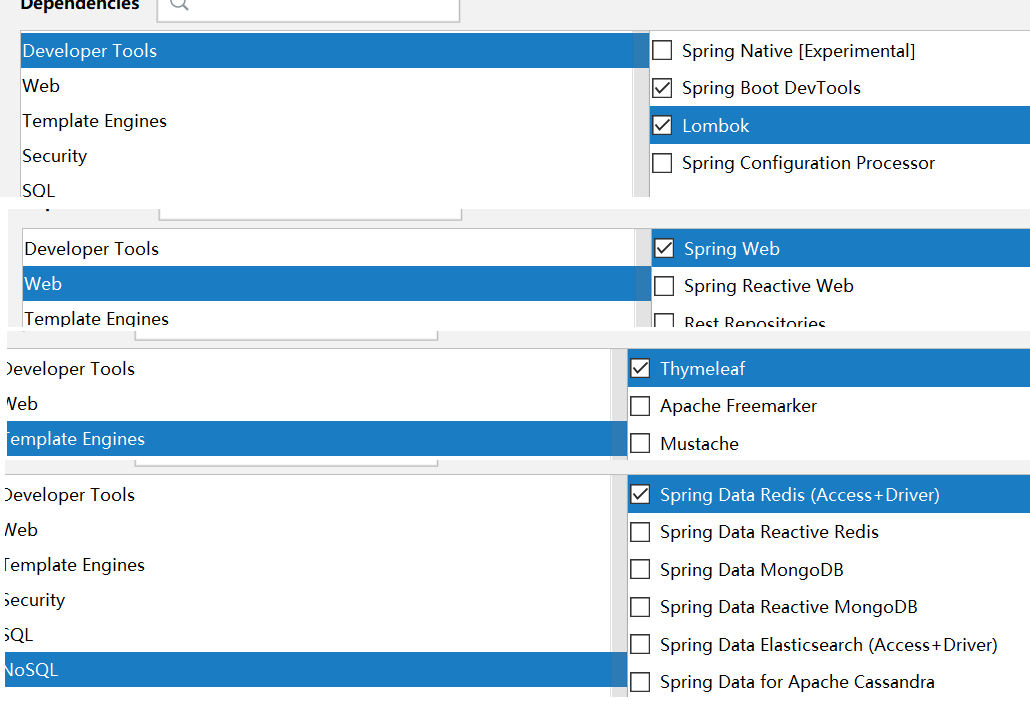 Dependencies
Developer Tools
Web
Template Engines
Security
SQL
Spring Native [Experimental]
Spring Boot DevTools
Lombok
Spring Configuration Processor
Developer Tools
Web
Template Engines
Spring Web
Spring Reactive Web
Rest Repositories
Developer Tools
Web
Template Engines
Thymeleaf
Apache Freemarker
Mustache
Developer Tools
Web
Template Engines
Security
SQL
NoSQL
Spring Data Redis (Access+Driver)
Spring Data Reactive Redis
Spring Data MongoDB
Spring Data Reactive MongoDB
Spring Data Elasticsearch (Access+Driver)
Spring Data for Apache Cassandra